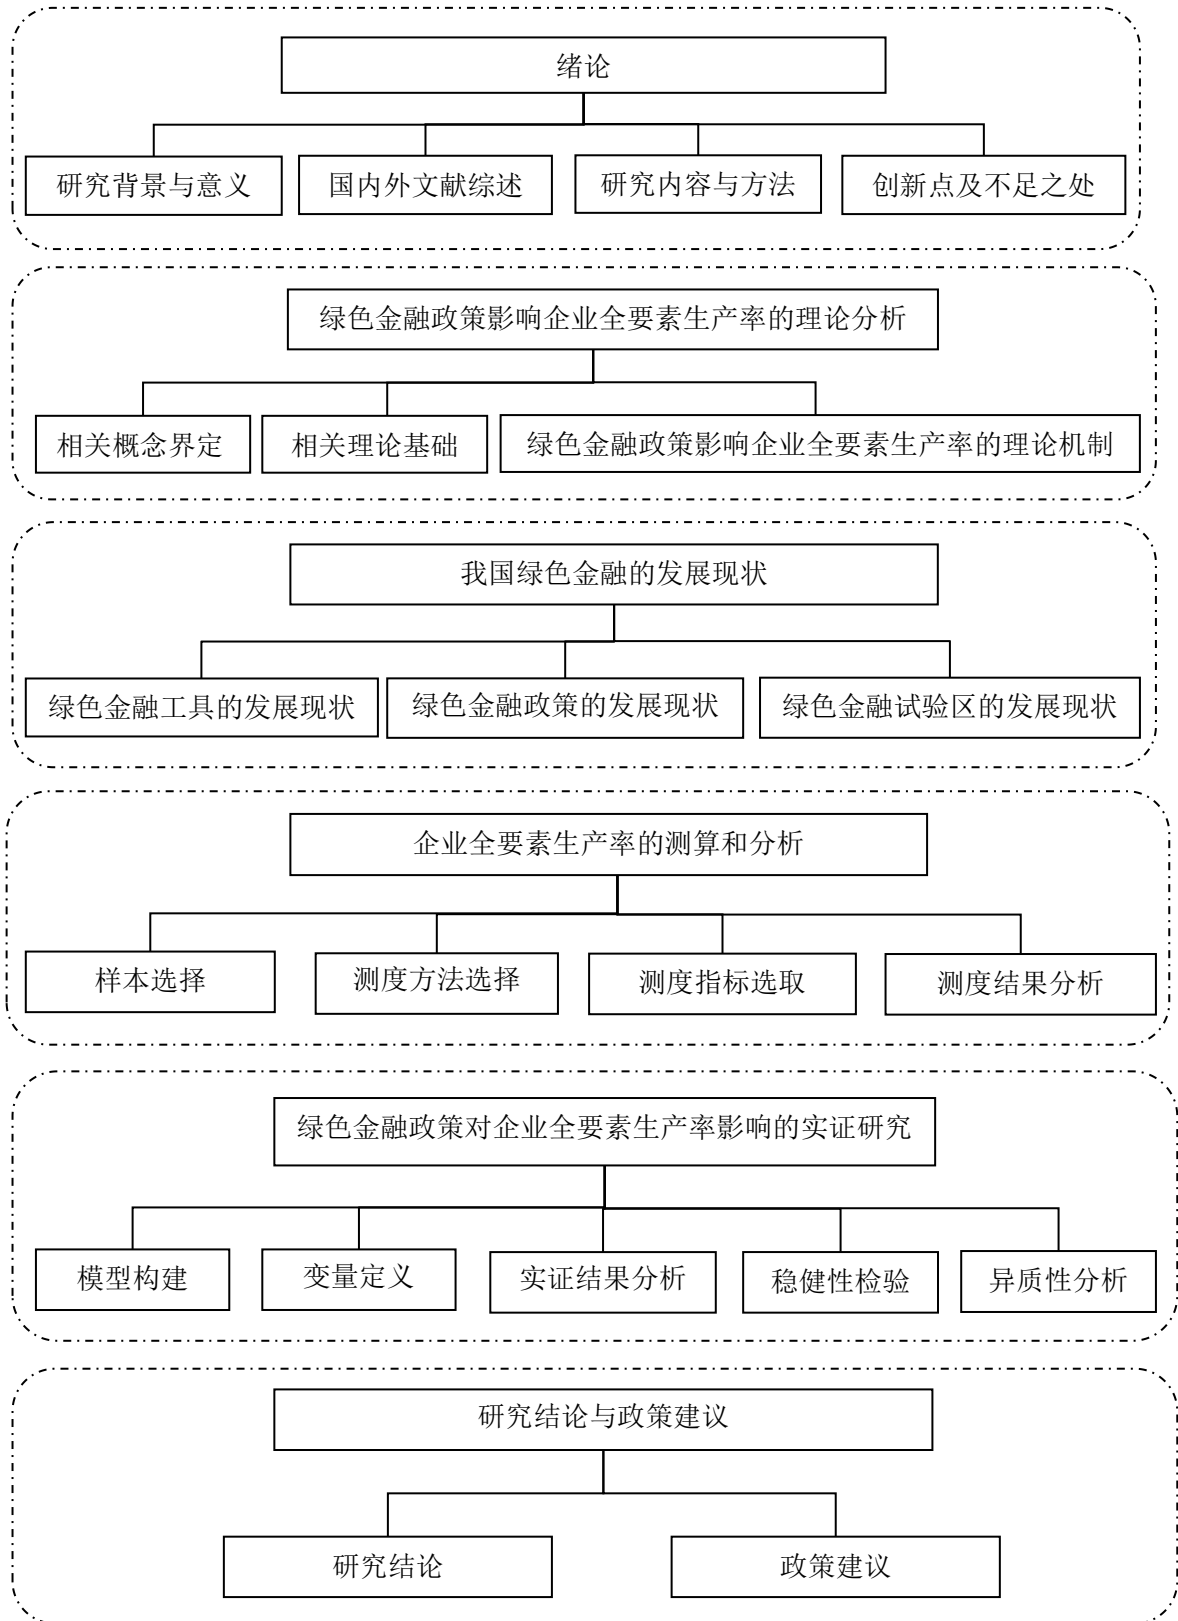 绪论
研究背景与意义
国内外文献综述
研究内容与方法
创新点及不足之处
绿色金融政策影响企业全要素生产率的理论分析
相关概念界定
相关理论基础
绿色金融政策影响企业全要素生产率的理论机制
我国绿色金融的发展现状
绿色金融工具的发展现状
绿色金融政策的发展现状
绿色金融试验区的发展现状
企业全要素生产率的测算和分析
样本选择
测度方法选择
测度指标选取
测度结果分析
绿色金融政策对企业全要素生产率影响的实证研究
模型构建
变量定义
实证结果分析
稳健性检验
异质性分析
研究结论与政策建议
研究结论
政策建议